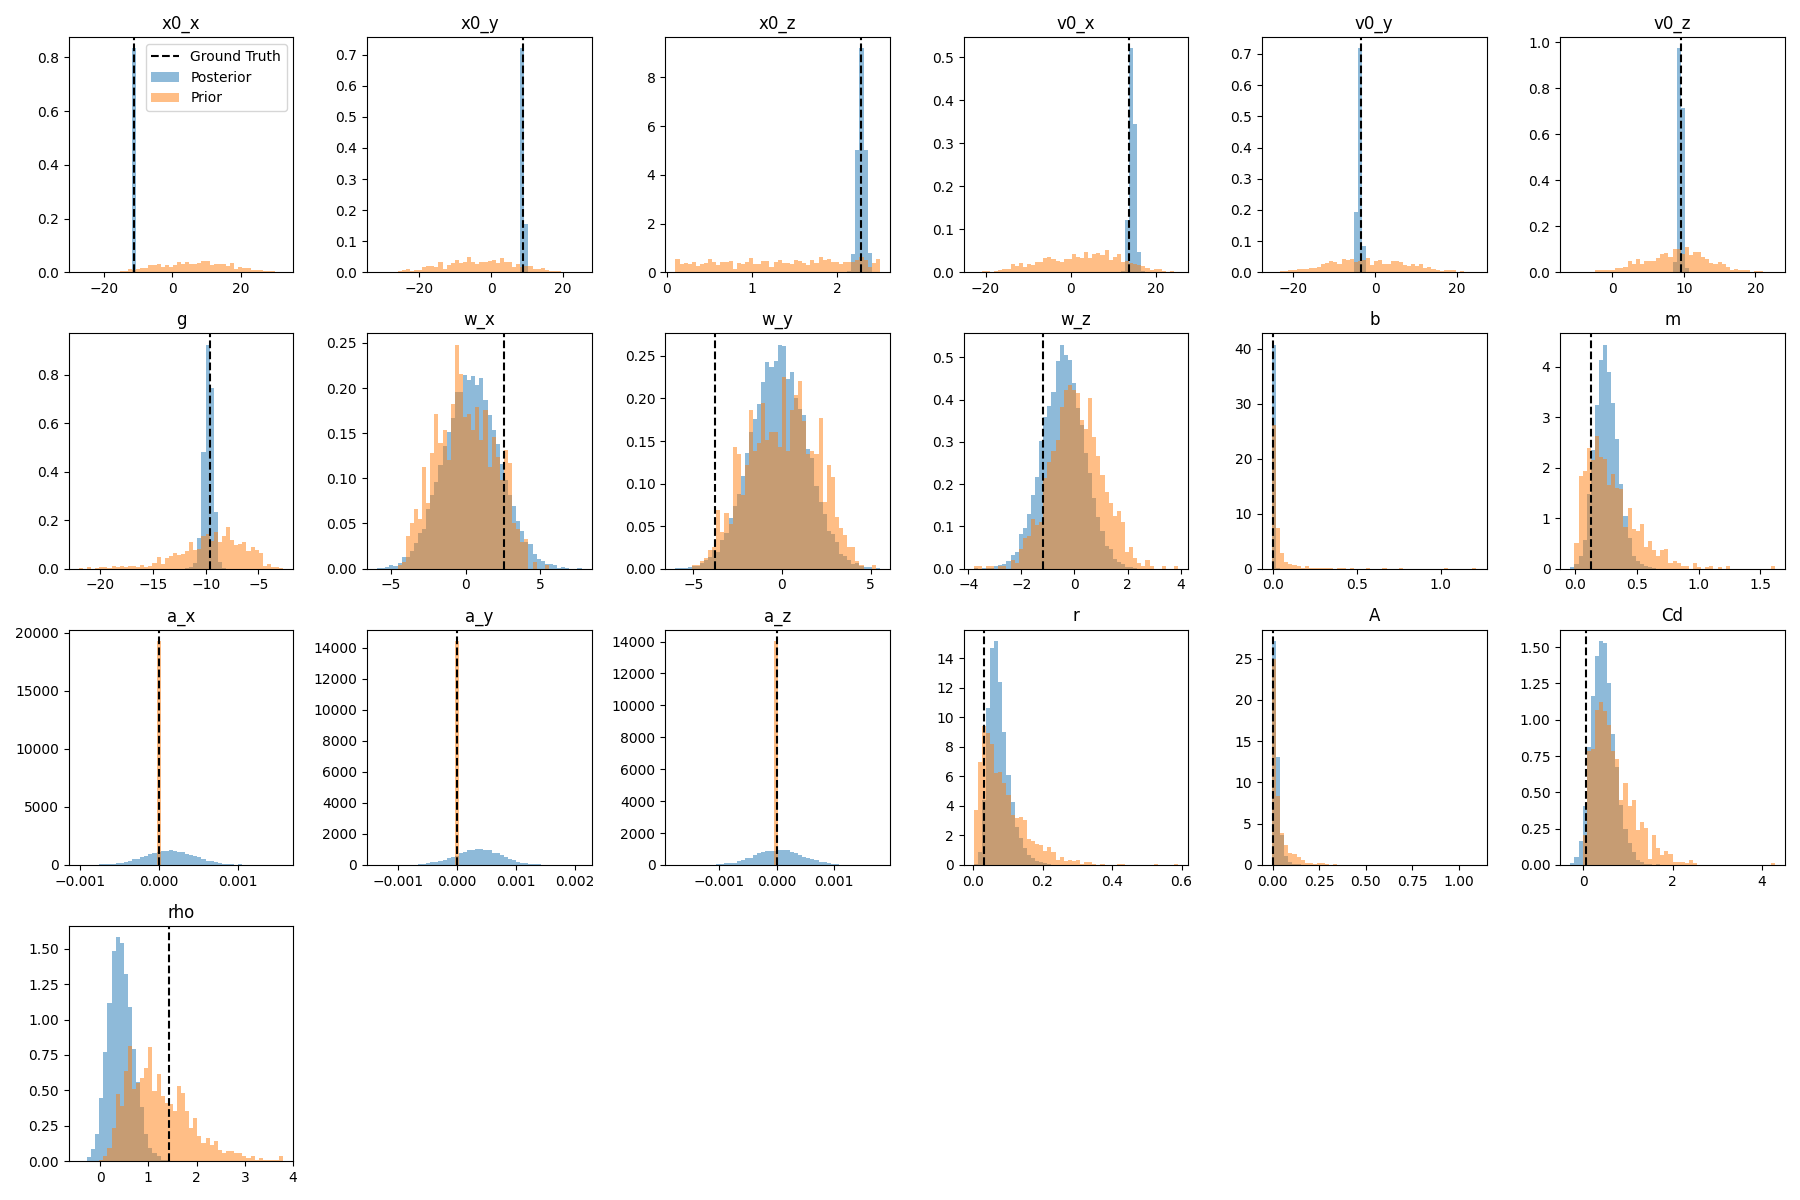 x0_x x0_y x0_z v0_x v0_y v0_z
Ground Truth
Posterior
Prior
0.8 0.6 0.4 0.2 0.0
−20 0 20
0.7 0.6 0.5 0.4 0.3 0.2 0.1 0.0
−20 0 20
8 6 4 2 0
0 1 2
0.5 0.4 0.3 0.2 0.1 0.0
−20 0 20
0.7 0.6 0.5 0.4 0.3 0.2 0.1 0.0
−20 0 20
1.0 0.8 0.6 0.4 0.2 0.0
0 10 20
g w_x w_y w_z b m
0.8 0.6 0.4 0.2 0.0
−20 −15 −10 −5
0.25 0.20 0.15 0.10 0.05 0.00
−5 0 5
0.25 0.20 0.15 0.10 0.05 0.00
−5 0 5
0.5 0.4 0.3 0.2 0.1 0.0
−4 −2 0 2 4
40 30 20 10 0
0.0 0.5 1.0
4 3 2 1 0
0.0 0.5 1.0 1.5
a_x a_y a_z r A Cd
20000 15000 10000 5000 0
−0.001 0.000 0.001
14000 12000 10000 8000 6000 4000 2000 0
−0.001 0.000 0.001 0.002
14000 12000 10000 8000 6000 4000 2000 0
−0.001 0.000 0.001
14 12 10 8 6 4 2 0
0.0 0.2 0.4 0.6
25 20 15 10 5 0
0.00 0.25 0.50 0.75 1.00
1.50 1.25 1.00 0.75 0.50 0.25 0.00
0 2 4
rho
1.50 1.25 1.00 0.75 0.50 0.25 0.00
0 1 2 3 4